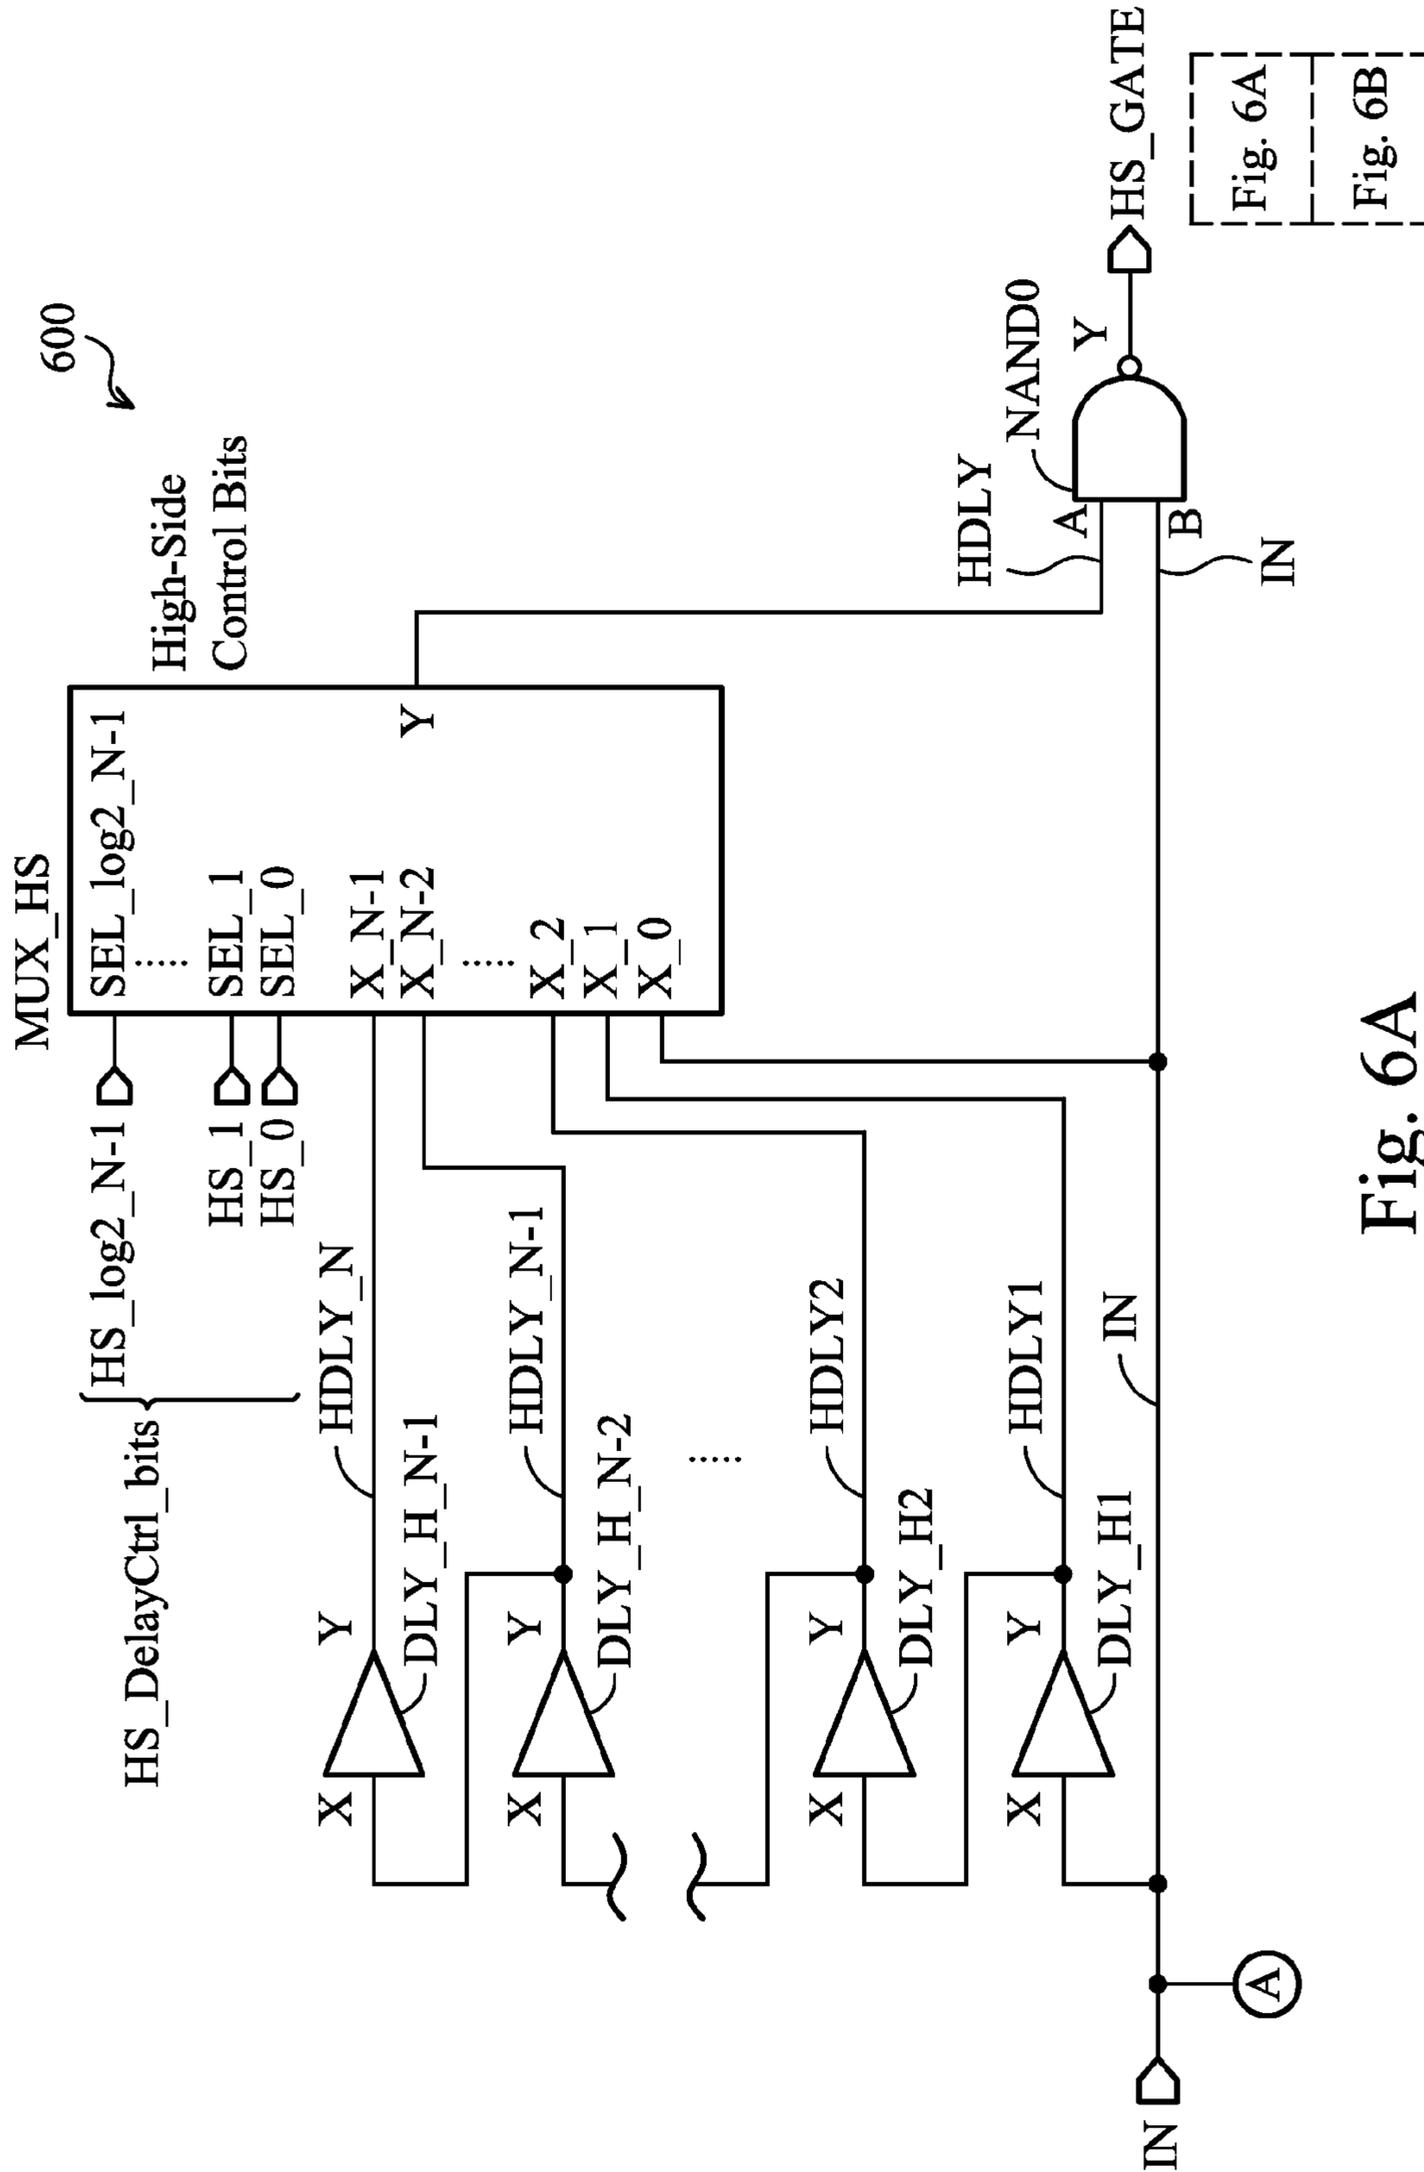 600
MUX_HS
High-Side
Control Bits
HS_DelayCtrl_bits
HS_log2_N-1
SEL_log2_N-1
.....
HS_1
SEL_1
HS_0
SEL_0
X
Y
HDLY_N
X_N-1
DLY_H_N-1
X_N-2
Y
X
Y
HDLY_N-1
.....
DLY_H_N-2
.....
X
Y
HDLY2
X_2
DLY_H2
X_1
X
Y
HDLY1
X_0
DLY_H1
HDLY
NAND0
A
Y
HS_GATE
IN
IN
B
IN
A
Fig. 6A
Fig. 6B
Fig. 6A